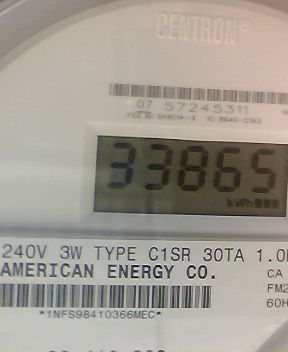 CENTRON®
07 57245311
33865
kWh
240V 3W TYPE C1SR 30TA 1.0
AMERICAN ENERGY CO.
CA
FM2
60H
*1NFS98410366MEC*